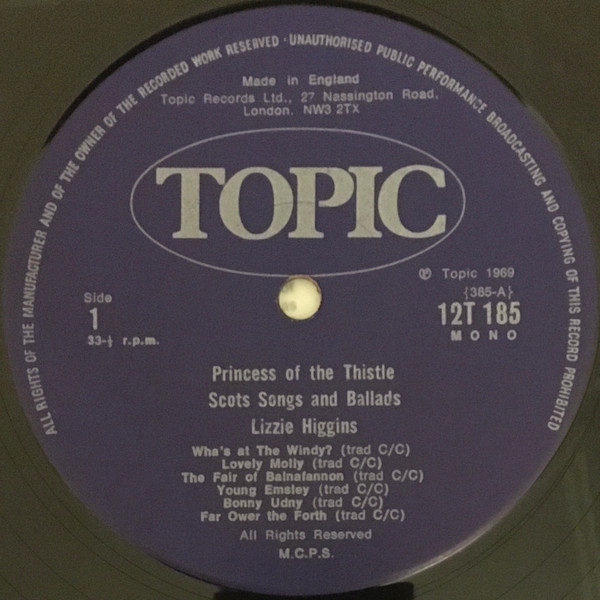 ALL RIGHTS OF THE MANUFACTURER AND OF THE OWNER OF THE RECORDED WORK RESERVED · UNAUTHORISED PUBLIC PERFORMANCE BROADCASTING AND COPYING OF THIS RECORD PROHIBITED
Made in England
Topic Records Ltd., 27 Nassington Road,
London. NW3 2TX
TOPIC
℗ Topic 1969
{385-A}
Side
1
12T 185
33-⅓ r.p.m.
MONO
Princess of the Thistle
Scots Songs and Ballads
Lizzie Higgins
Wha's at The Windy? (trad C/C)
Lovely Molly (trad C/C)
The Fair of Balnafannon (trad C/C)
Young Emsley (trad C/C)
Bonny Udny (trad C/C)
Far Ower the Forth (trad C/C)
All Rights Reserved
M.C.P.S.